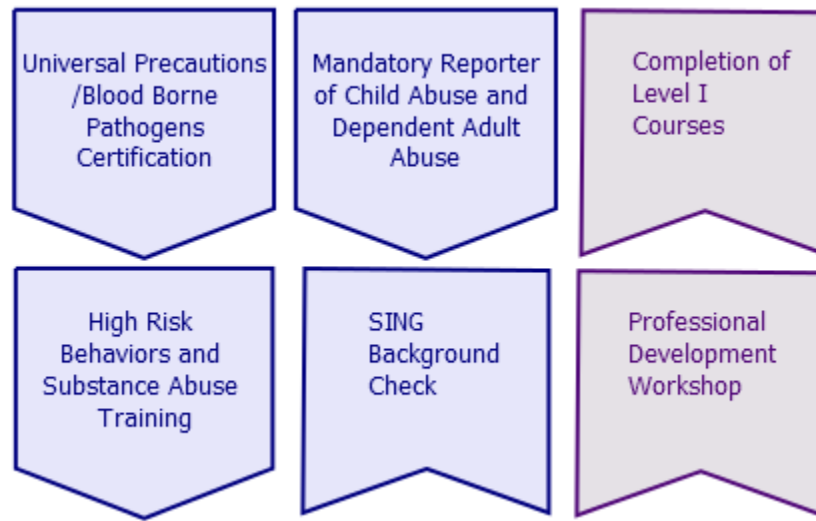 Universal Precautions
/Blood Borne
Pathogens
Certification
Mandatory Reporter
of Child Abuse and
Dependent Adult
Abuse
Completion of
Level I
Courses
High Risk
Behaviors and
Substance Abuse
Training
SING
Background
Check
Professional
Development
Workshop